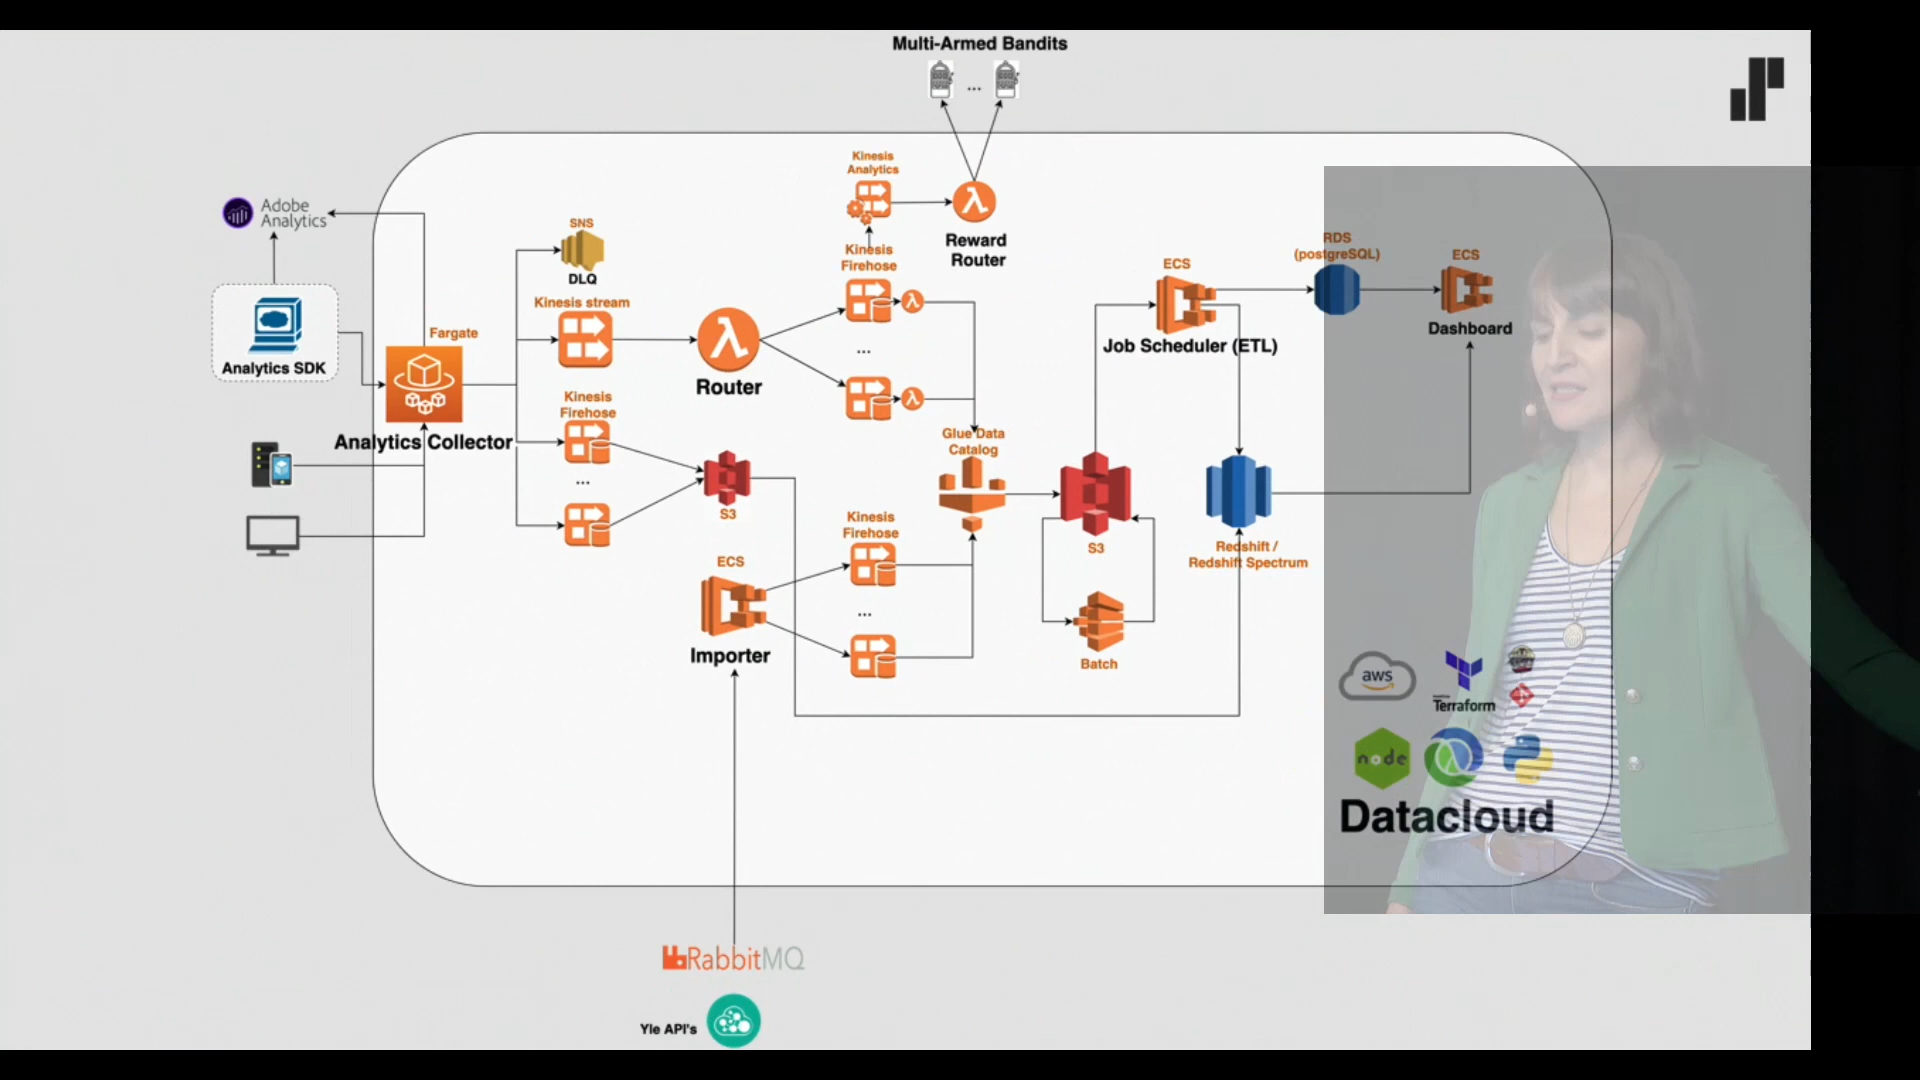 Multi-Armed Bandits
...
Kinesis
Analytics
Adobe
Analytics
SNS
DLQ
Kinesis
Firehose
Reward
Router
RDS
(postgreSQL)
ECS
ECS
Kinesis stream
Fargate
Dashboard
Analytics SDK
Router
...
Job Scheduler (ETL)
Kinesis
Firehose
Analytics Collector
Glue Data
Catalog
...
S3
Kinesis
Firehose
S3
Redshift /
Redshift Spectrum
ECS
...
Importer
Batch
aws
Terraform
node
Datacloud
RabbitMQ
Yle API's